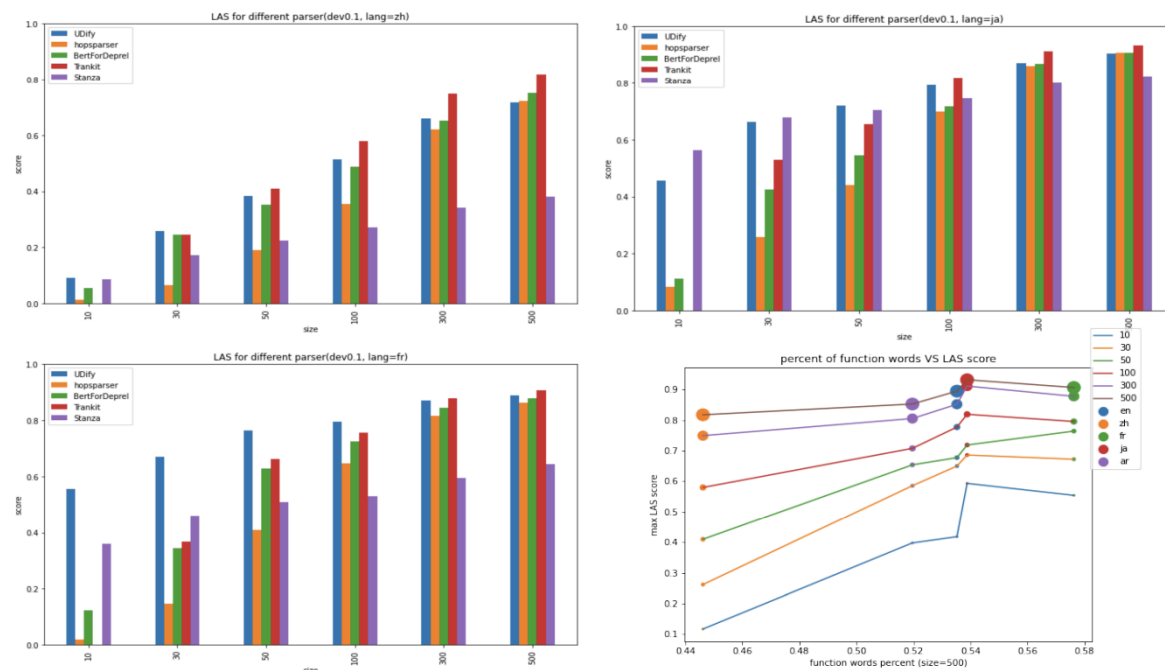 LAS for different parser(dev0.1, lang=zh)
1.0
0.8
0.6
0.4
0.2
0.0
score
UDify
hopsparser
BertForDeprel
Trankit
Stanza
10
30
50
100
300
500
size
LAS for different parser(dev0.1, lang=ja)
1.0
0.8
0.6
0.4
0.2
0.0
score
UDify
hopsparser
BertForDeprel
Trankit
Stanza
10
30
50
100
300
size
LAS for different parser(dev0.1, lang=fr)
1.0
0.8
0.6
0.4
0.2
0.0
score
UDify
hopsparser
BertForDeprel
Trankit
Stanza
10
30
50
100
300
500
percent of function words VS LAS score
0.9
0.8
0.7
0.6
0.5
0.4
0.3
0.2
0.1
max LAS score
0.44
0.46
0.48
0.50
0.52
0.54
0.56
0.58
function words percent (size=500)
10
30
50
100
300
500
en
zh
fr
ja
ar